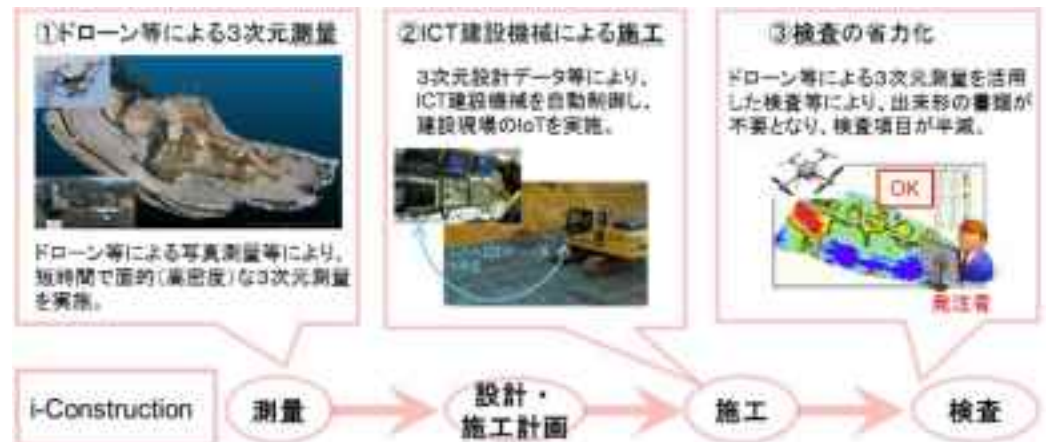 ①ドローン等による3次元測量
ドローン等による写真測量等により、
短時間で面的(高密度)な3次元測量
を実施。
②ICT建設機械による施工
3次元設計データ等により、
ICT建設機械を自動制御し、
建設現場のIoTを実施。
③検査の省力化
ドローン等による3次元測量を活用
した検査等により、出来形の書類が
不要となり、検査項目が半減。
OK
発注者
i-Construction
測量
設計・
施工計画
施工
検査